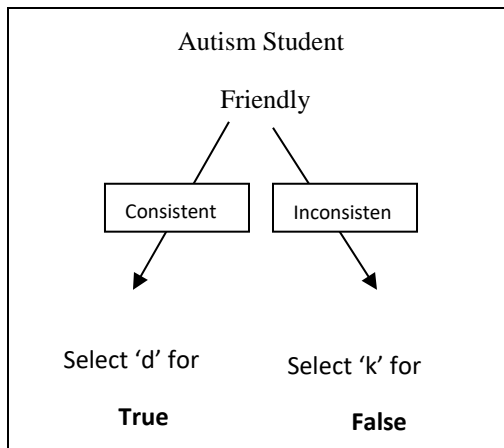 Autism Student
Friendly
Consistent
Inconsisten
Select ‘d’ for
Select ‘k’ for
True
False